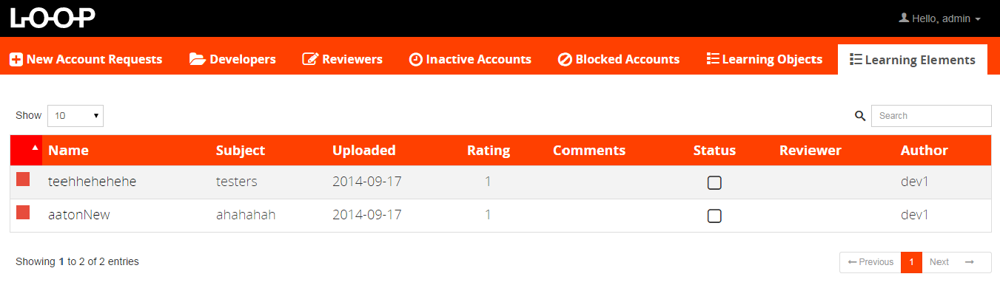 LOOP Hello, admin
New Account Requests Developers Reviewers Inactive Accounts Blocked Accounts Learning Objects Learning Elements
Show 10 Search
Name Subject Uploaded Rating Comments Status Reviewer Author
teehhehehehe testers 2014-09-17 1 dev1
aatonNew ahahahah 2014-09-17 1 dev1
Showing 1 to 2 of 2 entries ← Previous 1 Next →